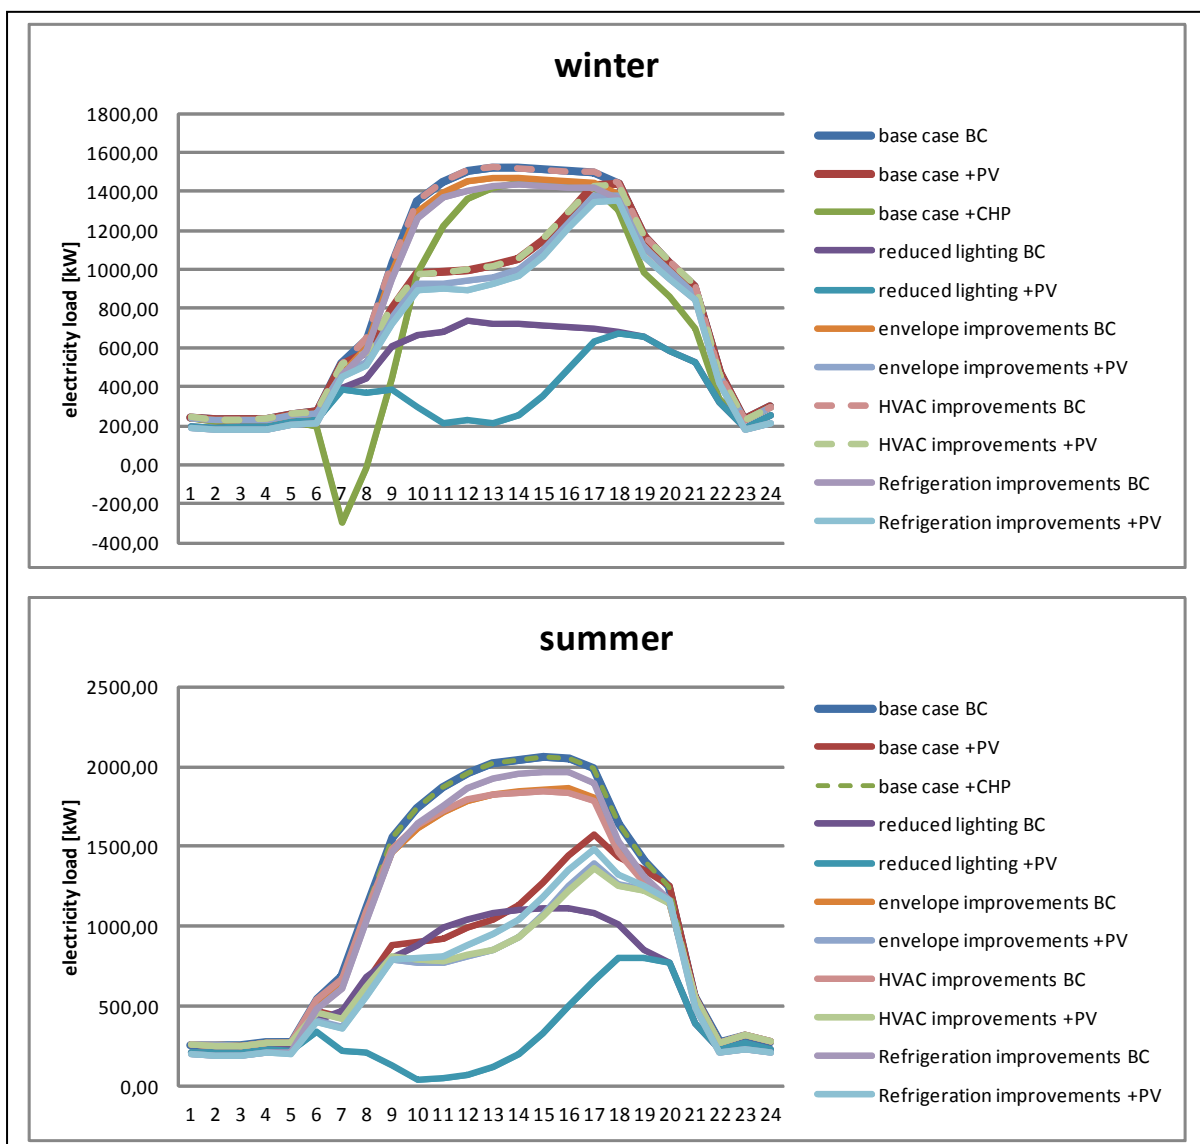 winter
electricity load [kW]
1800,00
1600,00
1400,00
1200,00
1000,00
800,00
600,00
400,00
200,00
0,00
-200,00
-400,00
1 2 3 4 5 6 7 8 9 10 11 12 13 14 15 16 17 18 19 20 21 22 23 24
base case BC
base case +PV
base case +CHP
reduced lighting BC
reduced lighting +PV
envelope improvements BC
envelope improvements +PV
HVAC improvements BC
HVAC improvements +PV
Refrigeration improvements BC
Refrigeration improvements +PV
summer
electricity load [kW]
2500,00
2000,00
1500,00
1000,00
500,00
0,00
1 2 3 4 5 6 7 8 9 10 11 12 13 14 15 16 17 18 19 20 21 22 23 24
base case BC
base case +PV
base case +CHP
reduced lighting BC
reduced lighting +PV
envelope improvements BC
envelope improvements +PV
HVAC improvements BC
HVAC improvements +PV
Refrigeration improvements BC
Refrigeration improvements +PV